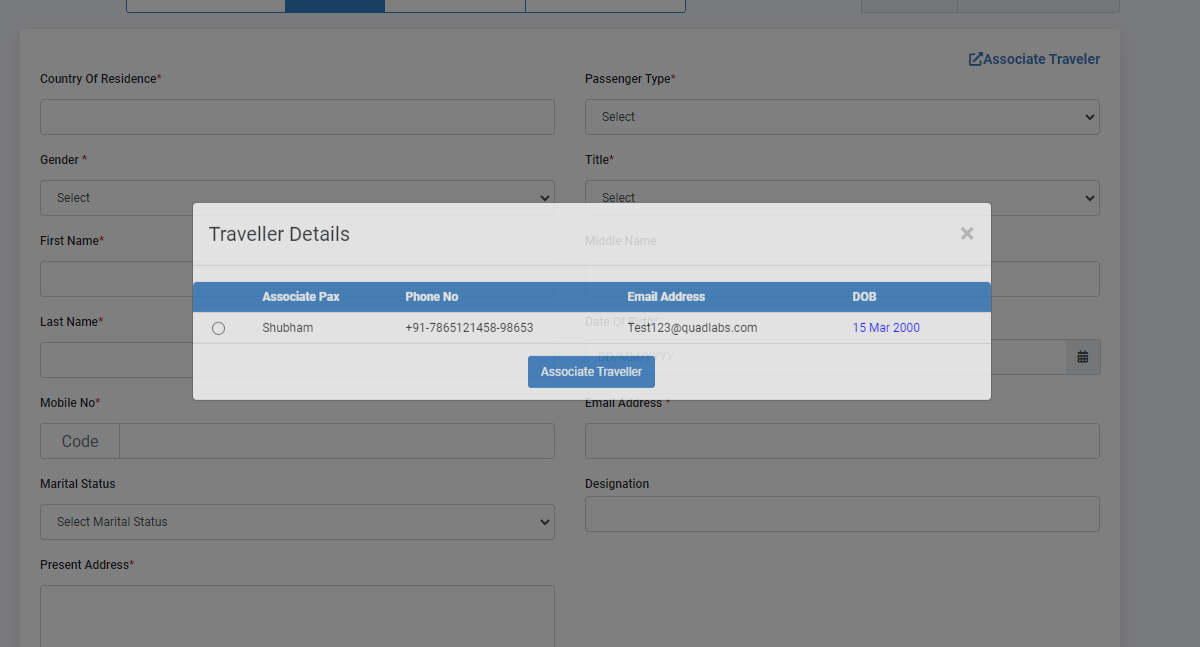 Associate Traveler
Country Of Residence*
Passenger Type*
Select
Gender *
Title*
Select
Select
Traveller Details
×
First Name*
Middle Name
Associate Pax Phone No Email Address DOB
Last Name*
Date Of Birth*
Shubham +91-7865121458-98653 Test123@quadlabs.com 15 Mar 2000
DD/MM/YYYY
Associate Traveller
Mobile No*
Email Address *
Code
Marital Status
Designation
Select Marital Status
Present Address*